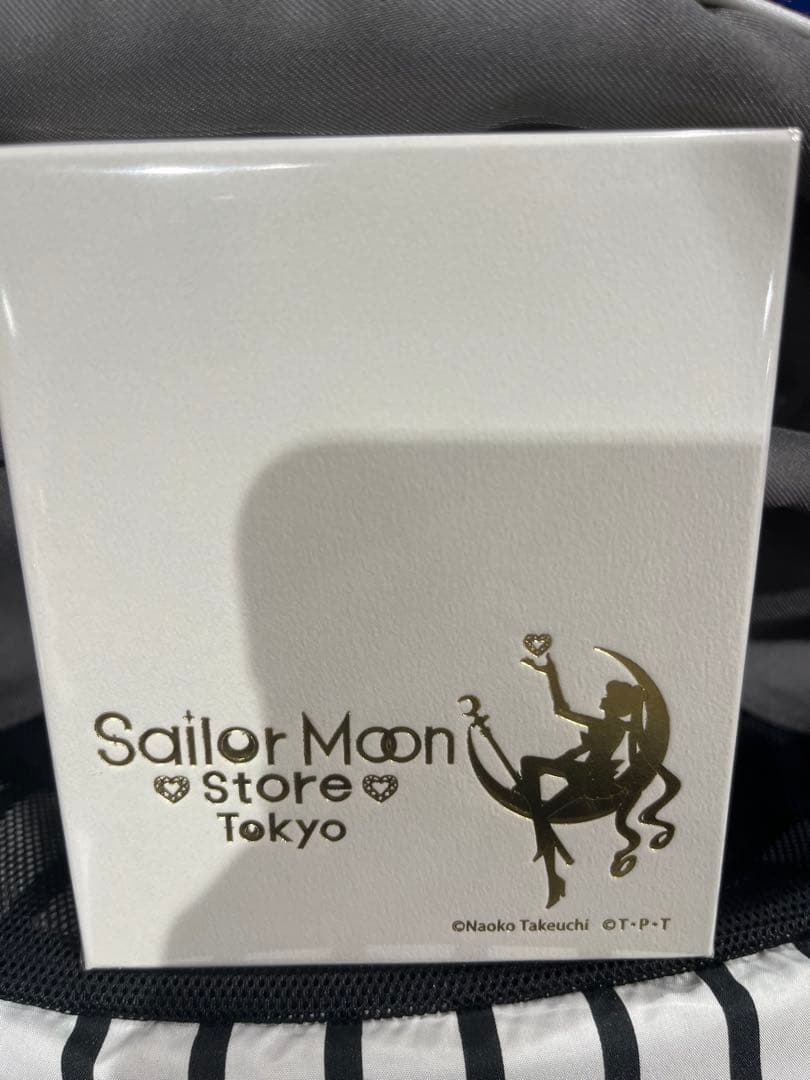 Sailor Moon
store
Tokyo
©Naoko Takeuchi ©T・P・T